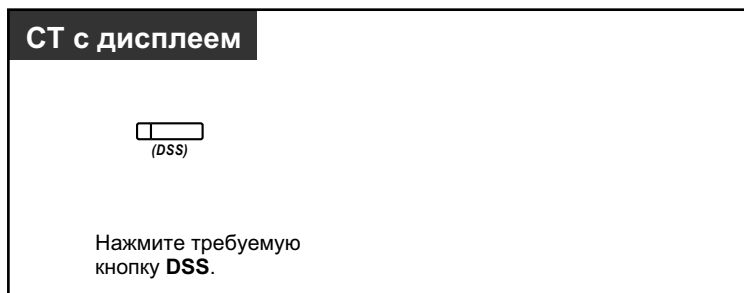 СТ с дисплеем
(DSS)
Нажмите требуемую
кнопку DSS.